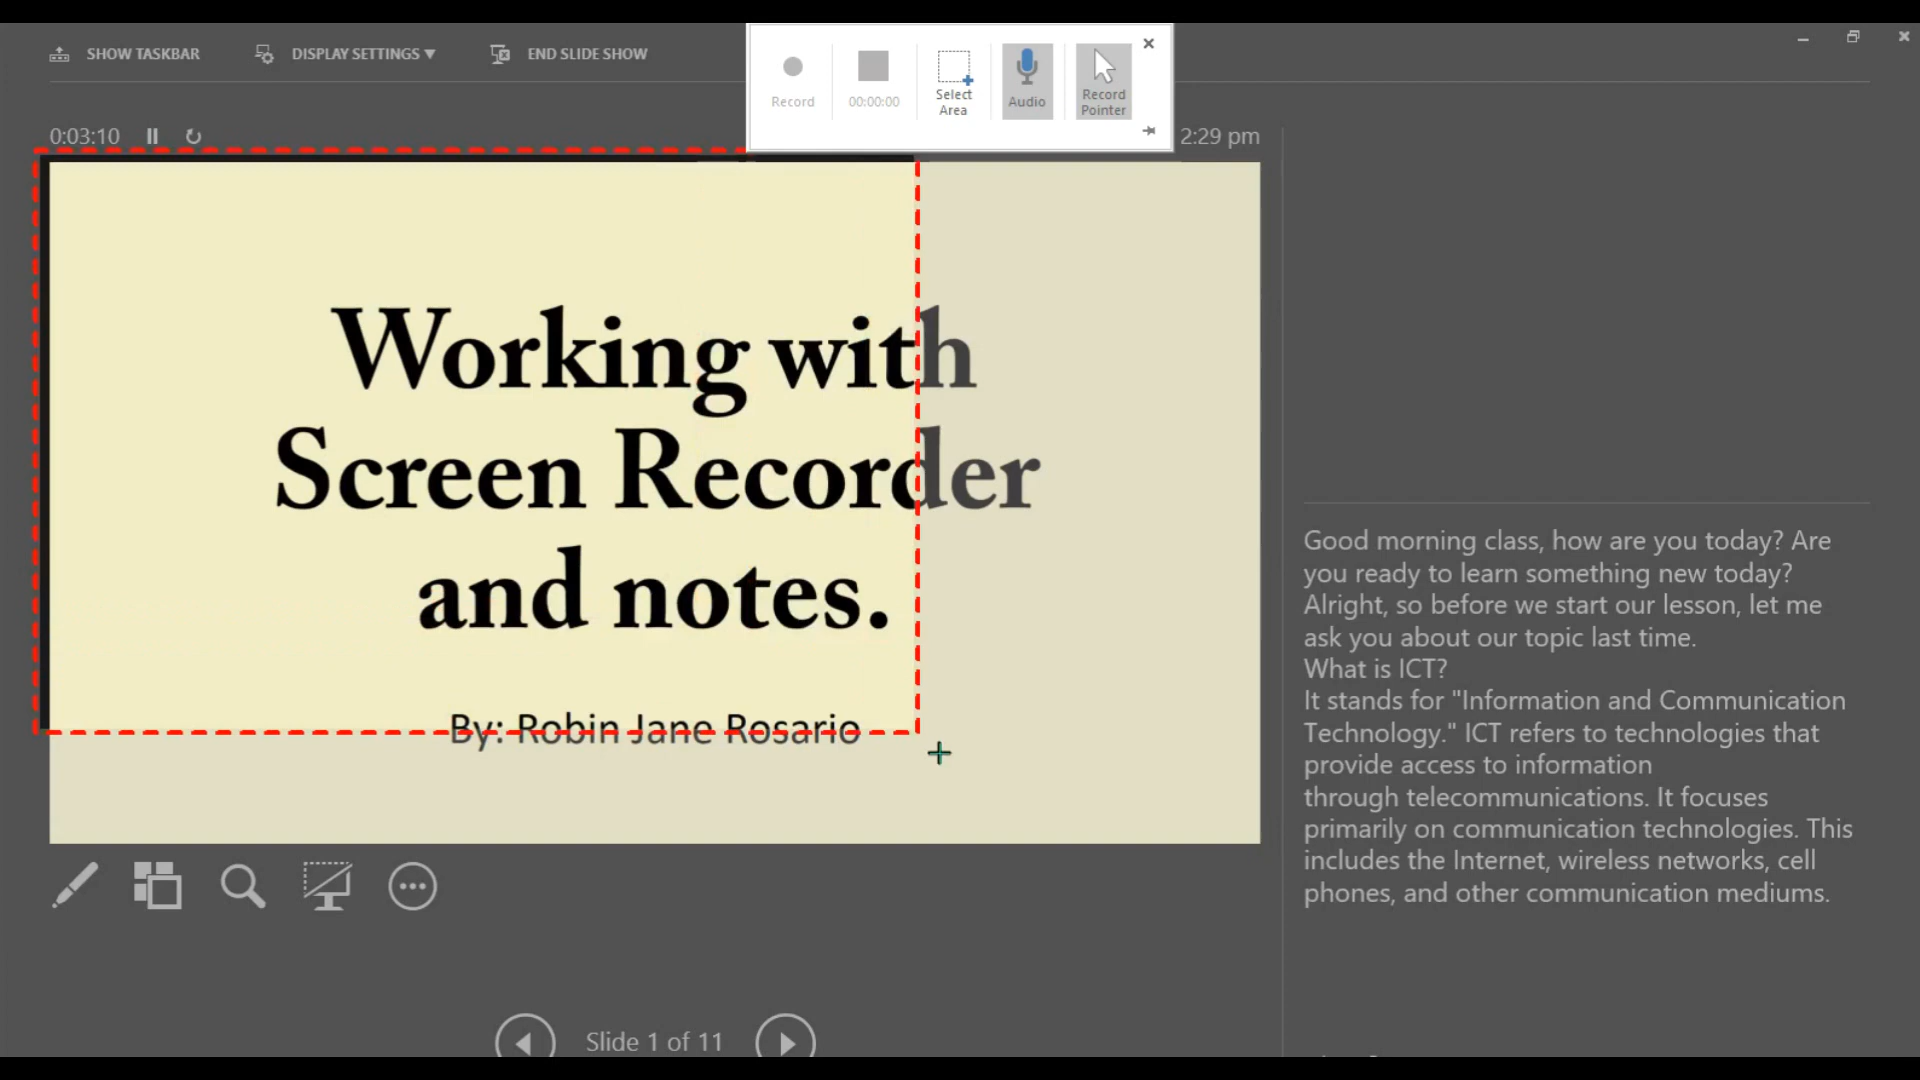 SHOW TASKBAR
DISPLAY SETTINGS ▼
END SLIDE SHOW
Record
00:00:00
Select
Area
Audio
Record
Pointer
0:03:10
2:29 pm
Working with
Screen Recorder
and notes.
By: Robin Jane Rosario
Good morning class, how are you today? Are
you ready to learn something new today?
Alright, so before we start our lesson, let me
ask you about our topic last time.
What is ICT?
It stands for "Information and Communication
Technology." ICT refers to technologies that
provide access to information
through telecommunications. It focuses
primarily on communication technologies. This
includes the Internet, wireless networks, cell
phones, and other communication mediums.
Slide 1 of 11